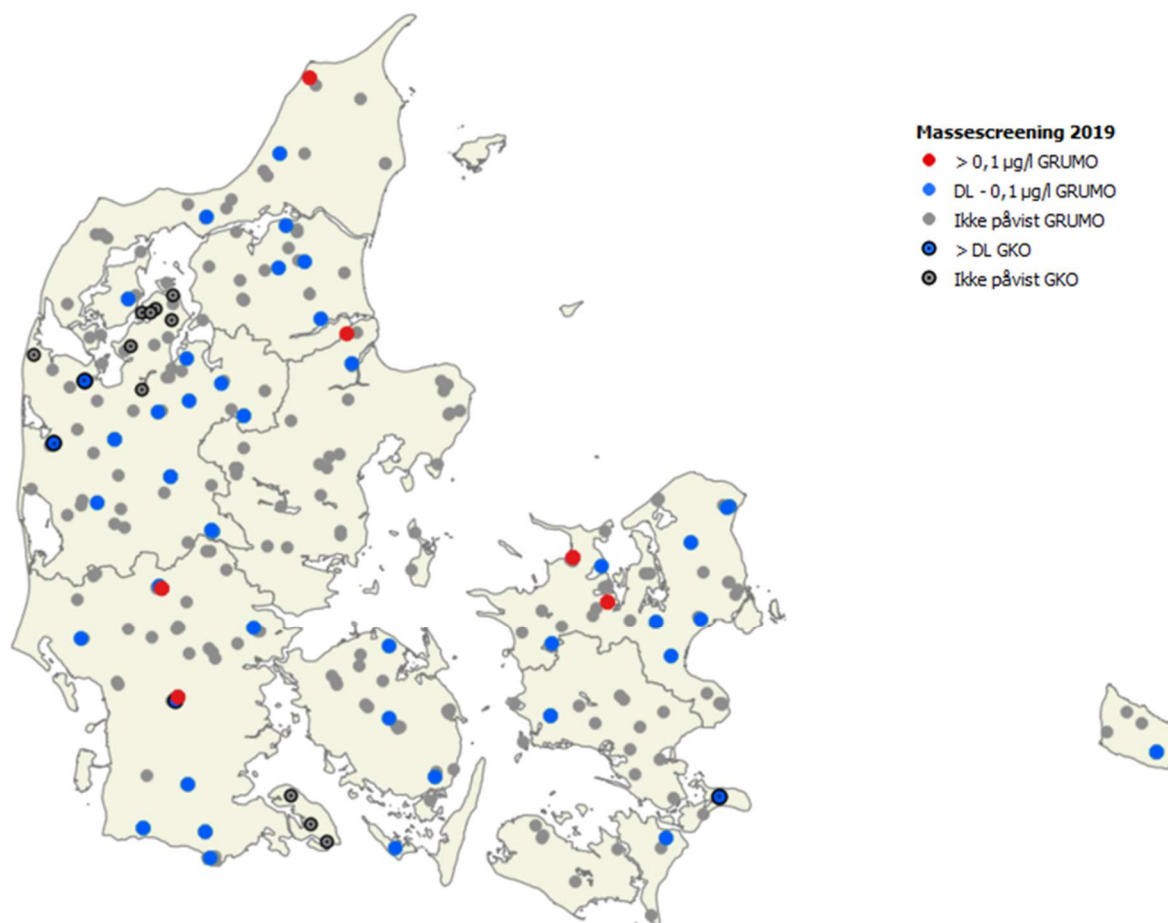 Massescreening 2019
> 0,1 µg/l GRUMO
DL - 0,1 µg/l GRUMO
Ikke påvist GRUMO
> DL GKO
Ikke påvist GKO